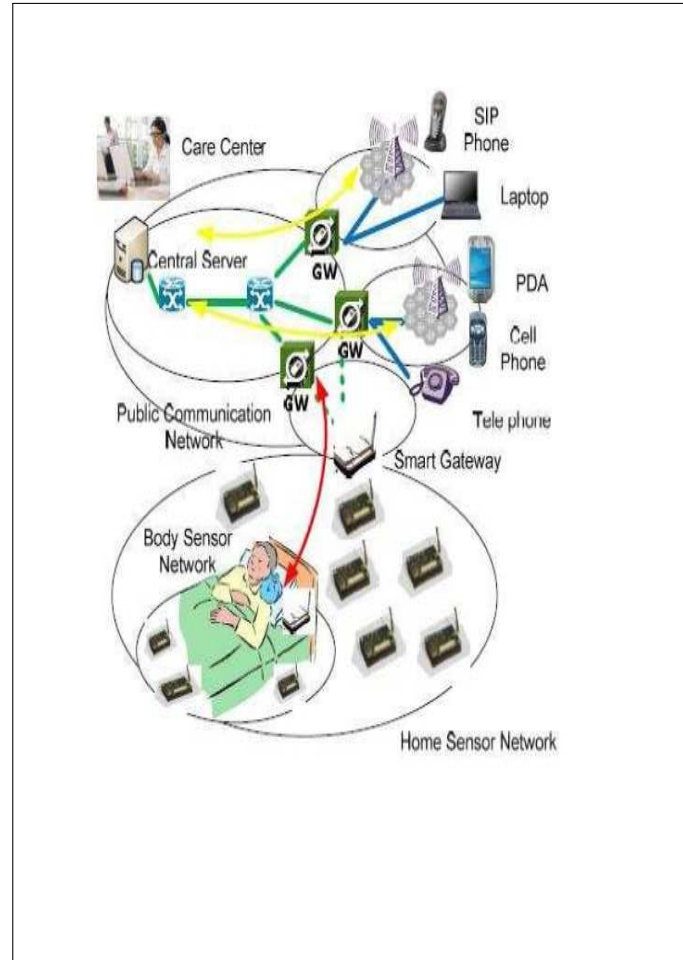 SIP
Phone
Care Center
Laptop
Central Server
GW
PDA
Cell
Phone
GW
GW
Public Communication
Network
Tele phone
Smart Gateway
Body Sensor
Network
Home Sensor Network